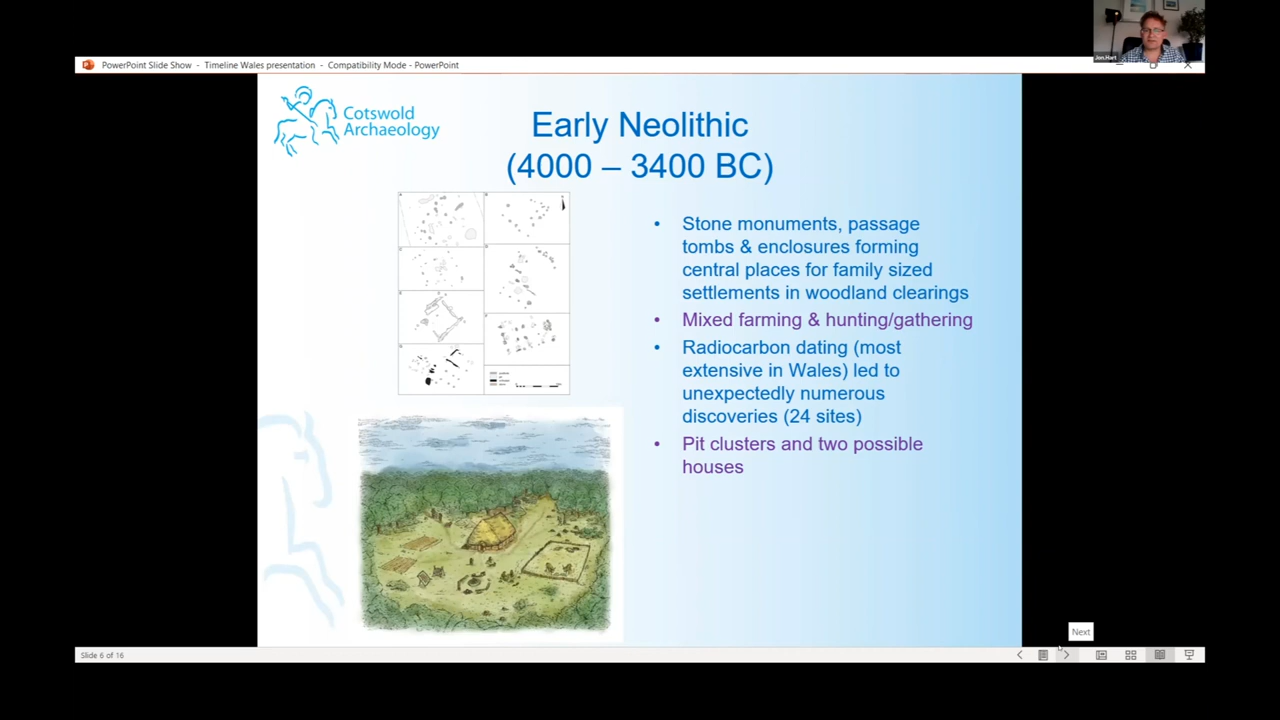 Jon.Hart
PowerPoint Slide Show - Timeline Wales presentation - Compatibility Mode - PowerPoint
Cotswold
Archaeology
Early Neolithic
(4000 – 3400 BC)
• Stone monuments, passage
tombs & enclosures forming
central places for family sized
settlements in woodland clearings
• Mixed farming & hunting/gathering
• Radiocarbon dating (most
extensive in Wales) led to
unexpectedly numerous
discoveries (24 sites)
• Pit clusters and two possible
houses
Next
Slide 6 of 16